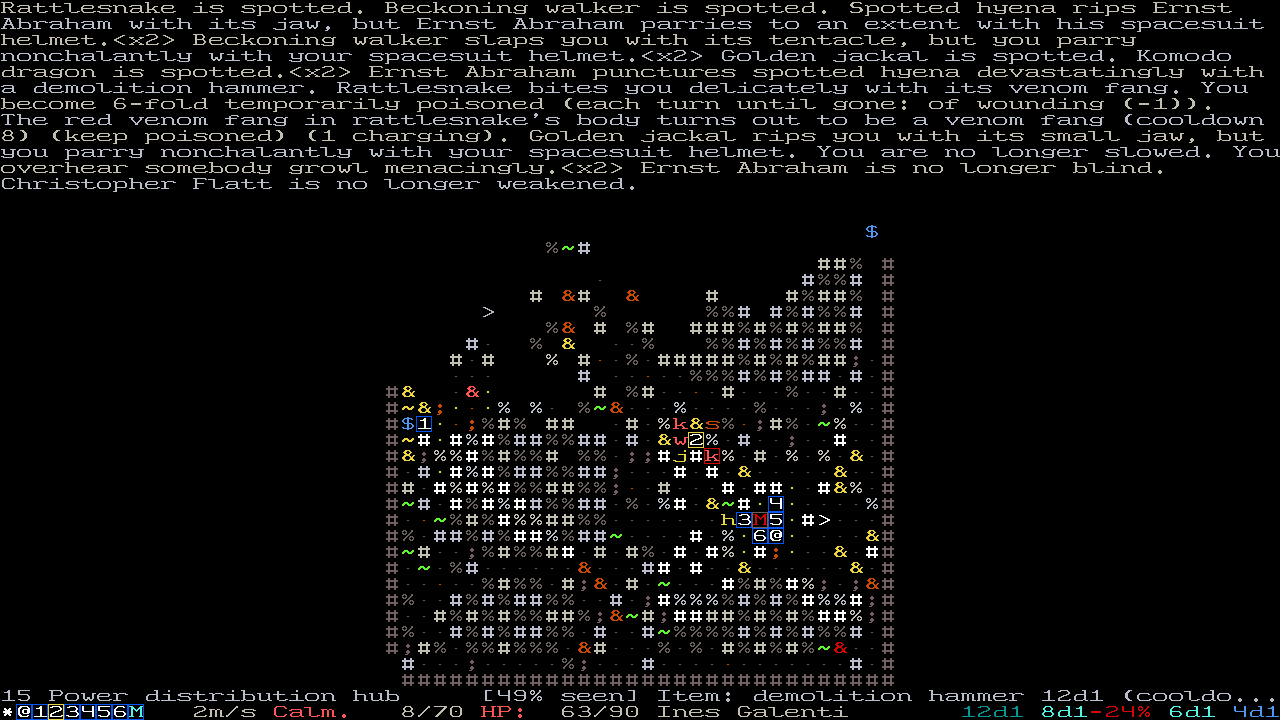 Rattlesnake is spotted. Beckoning walker is spotted. Spotted hyena rips Ernst
Abraham with its jaw, but Ernst Abraham parries to an extent with his spacesuit
helmet.<x2> Beckoning walker slaps you with its tentacle, but you parry
nonchalantly with your spacesuit helmet.<x2> Golden jackal is spotted. Komodo
dragon is spotted.<x2> Ernst Abraham punctures spotted hyena devastatingly with
a demolition hammer. Rattlesnake bites you delicately with its venom fang. You
become 6-fold temporarily poisoned (each turn until gone: of wounding (-1)).
The red venom fang in rattlesnake's body turns out to be a venom fang (cooldown
8) (keep poisoned) (1 charging). Golden jackal rips you with its small jaw, but
you parry nonchalantly with your spacesuit helmet. You are no longer slowed. You
overhear somebody growl menacingly.<x2> Ernst Abraham is no longer blind.
Christopher Flatt is no longer weakened.
15 Power distribution hub [49% seen] Item: demolition hammer 12d1 (cooldo...
*@123456M 2m/s Calm. 8/70 HP: 63/90 Ines Galenti 12d1 8d1-24% 6d1 4d1